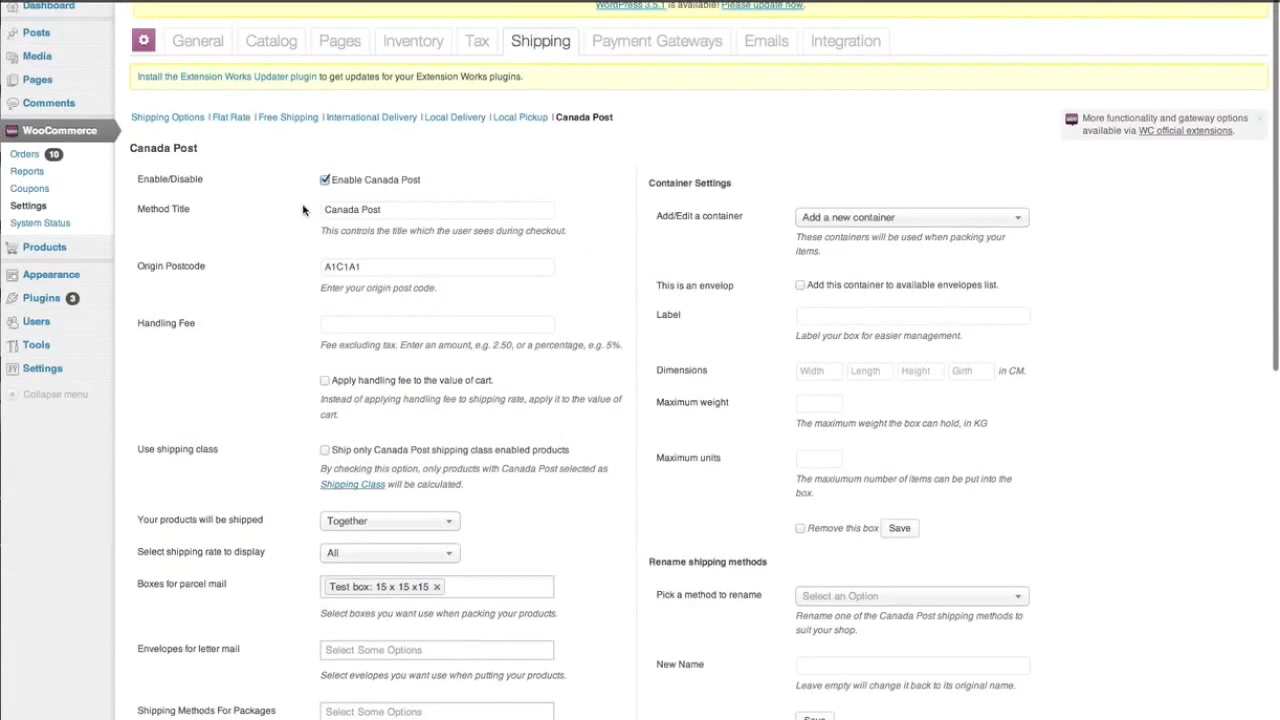 Dashboard
WordPress 3.5.1 is available! Please update now.
Posts
Media
Pages
Comments
WooCommerce
Orders 10
Reports
Coupons
Settings
System Status
Products
Appearance
Plugins 3
Users
Tools
Settings
Collapse menu
General Catalog Pages Inventory Tax Shipping Payment Gateways Emails Integration
Install the Extension Works Updater plugin to get updates for your Extension Works plugins.
Shipping Options | Flat Rate | Free Shipping | International Delivery | Local Delivery | Local Pickup | Canada Post
More functionality and gateway options
available via WC official extensions.
Canada Post
Enable/Disable
Enable Canada Post
Method Title
Canada Post
This controls the title which the user sees during checkout.
Origin Postcode
A1C1A1
Enter your origin post code.
Handling Fee
Fee excluding tax. Enter an amount, e.g. 2.50, or a percentage, e.g. 5%.
Apply handling fee to the value of cart.
Instead of applying handling fee to shipping rate, apply it to the value of
cart.
Use shipping class
Ship only Canada Post shipping class enabled products
By checking this option, only products with Canada Post selected as
Shipping Class will be calculated.
Your products will be shipped
Together
Select shipping rate to display
All
Boxes for parcel mail
Test box: 15 x 15 x15 ×
Select boxes you want use when packing your products.
Envelopes for letter mail
Select Some Options
Select evelopes you want use when putting your products.
Shipping Methods For Packages
Select Some Options
Container Settings
Add/Edit a container
Add a new container
These containers will be used when packing your
items.
This is an envelop
Add this container to available envelopes list.
Label
Label your box for easier management.
Dimensions
Width Length Height Girth in CM.
Maximum weight
The maximum weight the box can hold, in KG
Maximum units
The maxiumum number of items can be put into the
box.
Remove this box Save
Rename shipping methods
Pick a method to rename
Select an Option
Rename one of the Canada Post shipping methods to
suit your shop.
New Name
Leave empty will change it back to its original name.
Save